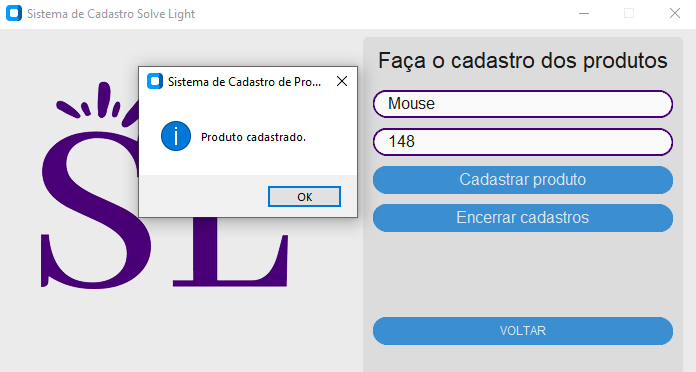 Sistema de Cadastro Solve Light
Faça o cadastro dos produtos
Sistema de Cadastro de Pro...
Produto cadastrado.
OK
Mouse
148
Cadastrar produto
Encerrar cadastros
VOLTAR
SL